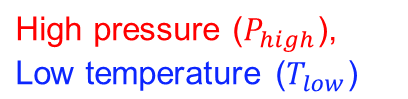 High pressure (P_high),
Low temperature (T_low)